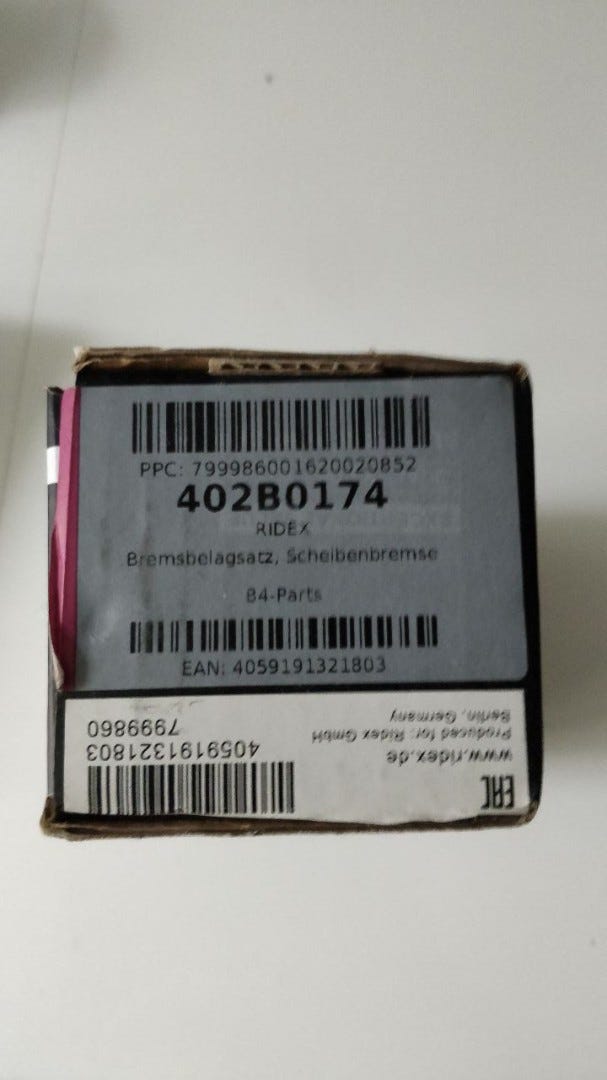 PPC: 799986001620020852
402B0174
RIDEX
Bremsbelagsatz, Scheibenbremse
B4-Parts
EAN: 4059191321803
EAC
www.ridex.de
Produced for: Ridex GmbH
Berlin, Germany
4059191321803
7999860